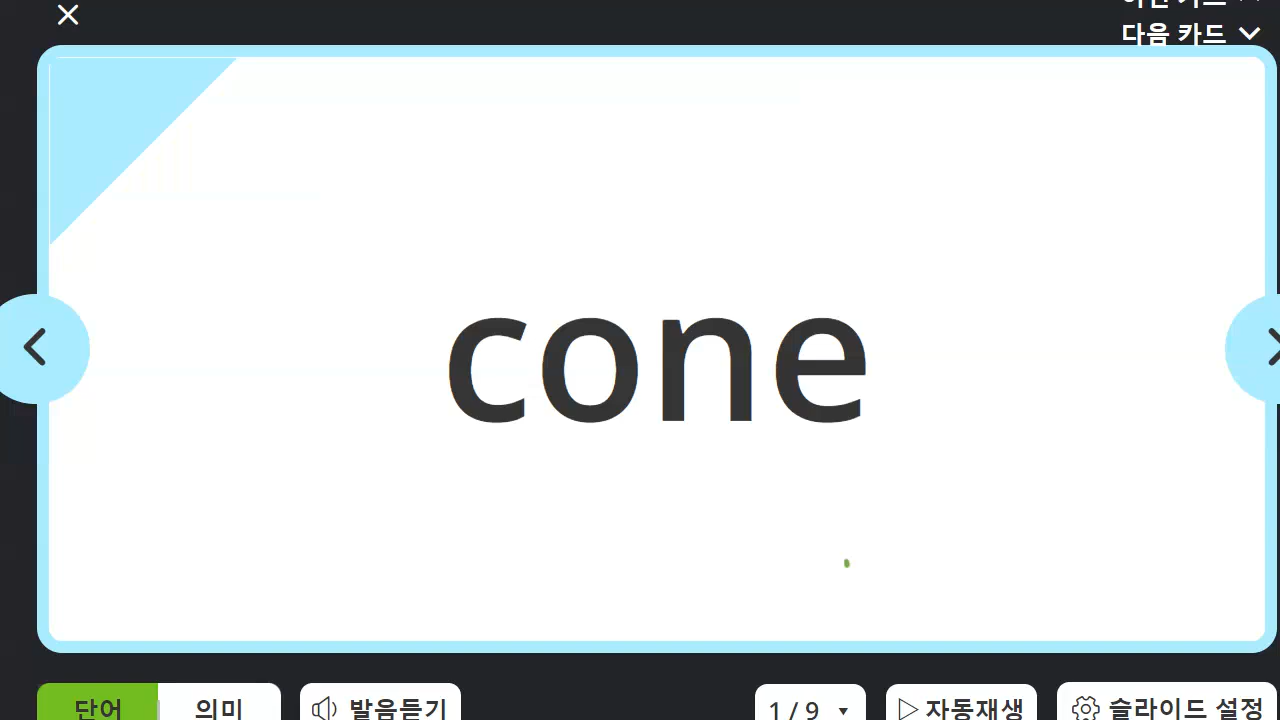 다음 카드
cone
단어 의미 발음듣기 1 / 9 자동재생 슬라이드 설정